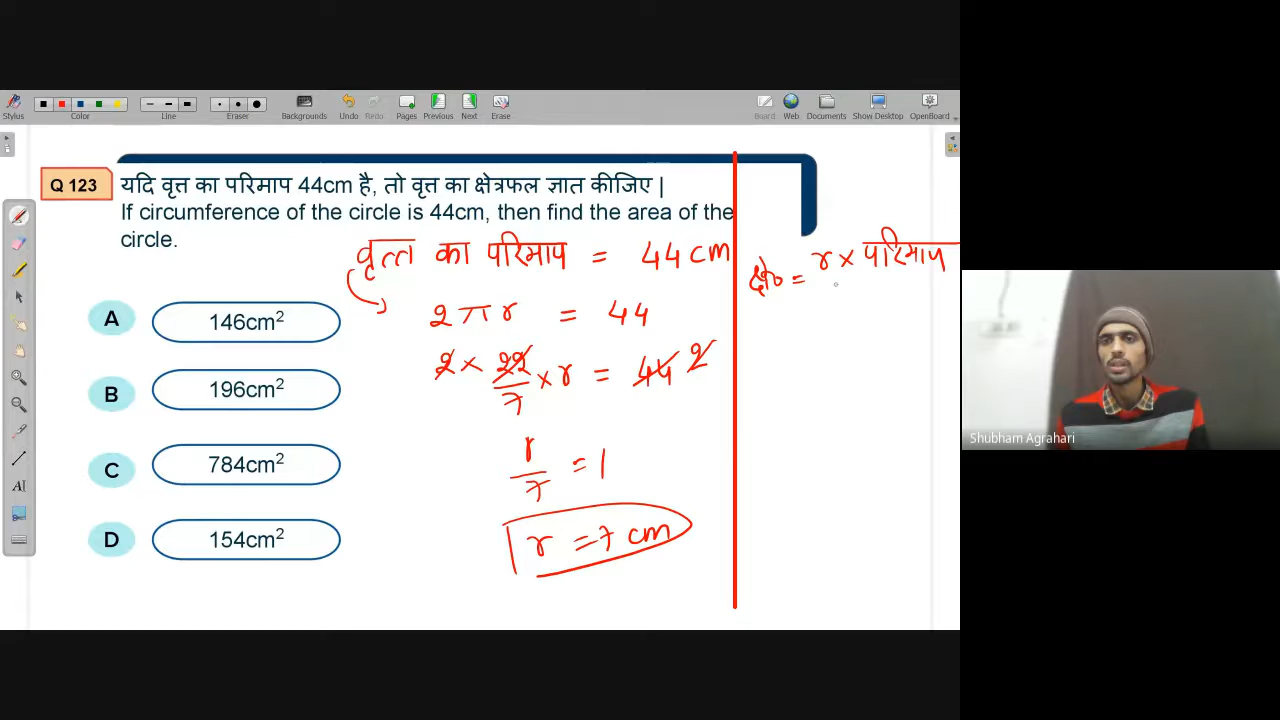 Stylus
Color
Line
Eraser
Backgrounds
Undo
Redo
Pages
Previous
Next
Erase
Board
Web
Documents
Show Desktop
OpenBoard
Q 123
यदि वृत्त का परिमाप 44cm है, तो वृत्त का क्षेत्रफल ज्ञात कीजिए |
If circumference of the circle is 44cm, then find the area of the
circle.
वृत्त का परिमाप = 44cm
2πr = 44
2 × 22/7 × r = 44 2
r/7 = 1
r = 7 cm
क्षे० = r × परिमाप
A 146cm²
B 196cm²
C 784cm²
D 154cm²
AI
Shubham Agrahari